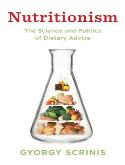 Nutritionism
The Science and Politics
of Dietary Advice
GYORGY SCRINIS